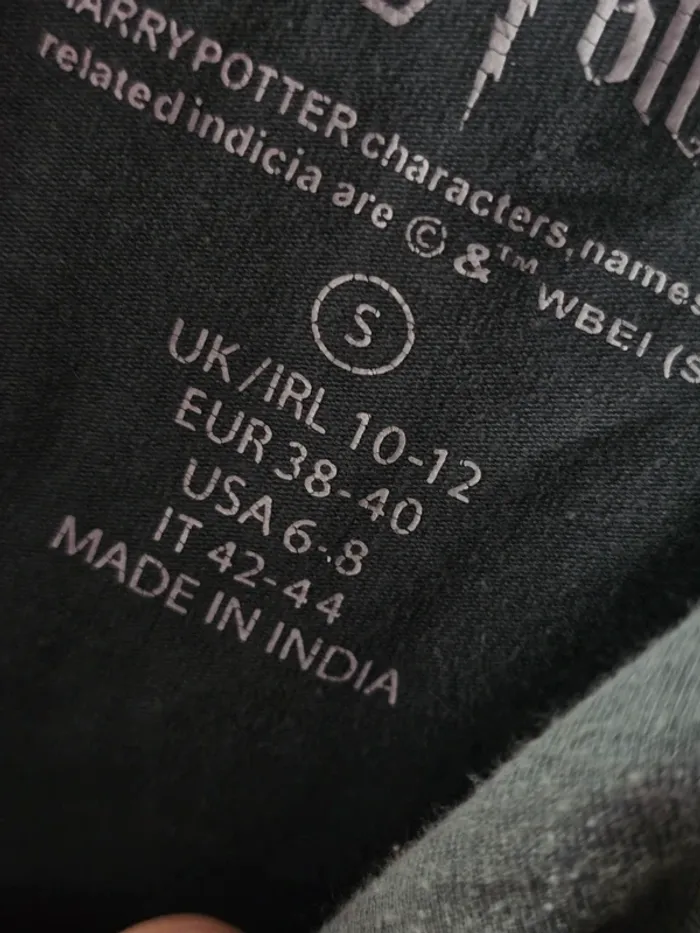 HARRY POTTER characters, names
related indicia are © & ™ WBEI (S
S
UK/IRL 10-12
EUR 38-40
USA 6-8
IT 42-44
MADE IN INDIA